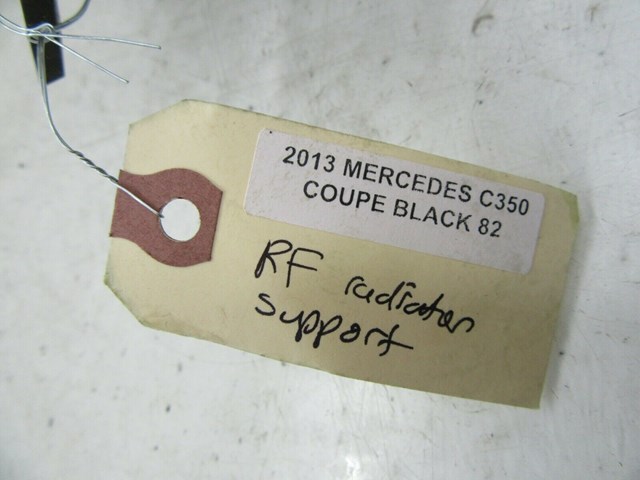 2013 MERCEDES C350
COUPE BLACK 82
RF radiator
support